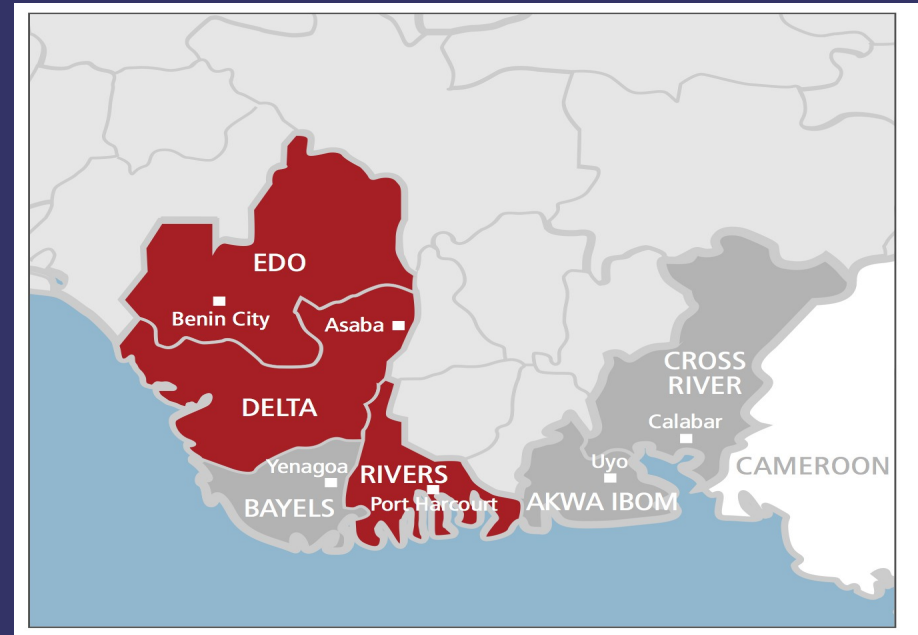 EDO
Benin City
Asaba
DELTA
CROSS
RIVER
Calabar
Yenagoa
RIVERS
Uyo
CAMEROON
BAYELS
Port Harcourt
AKWA IBOM